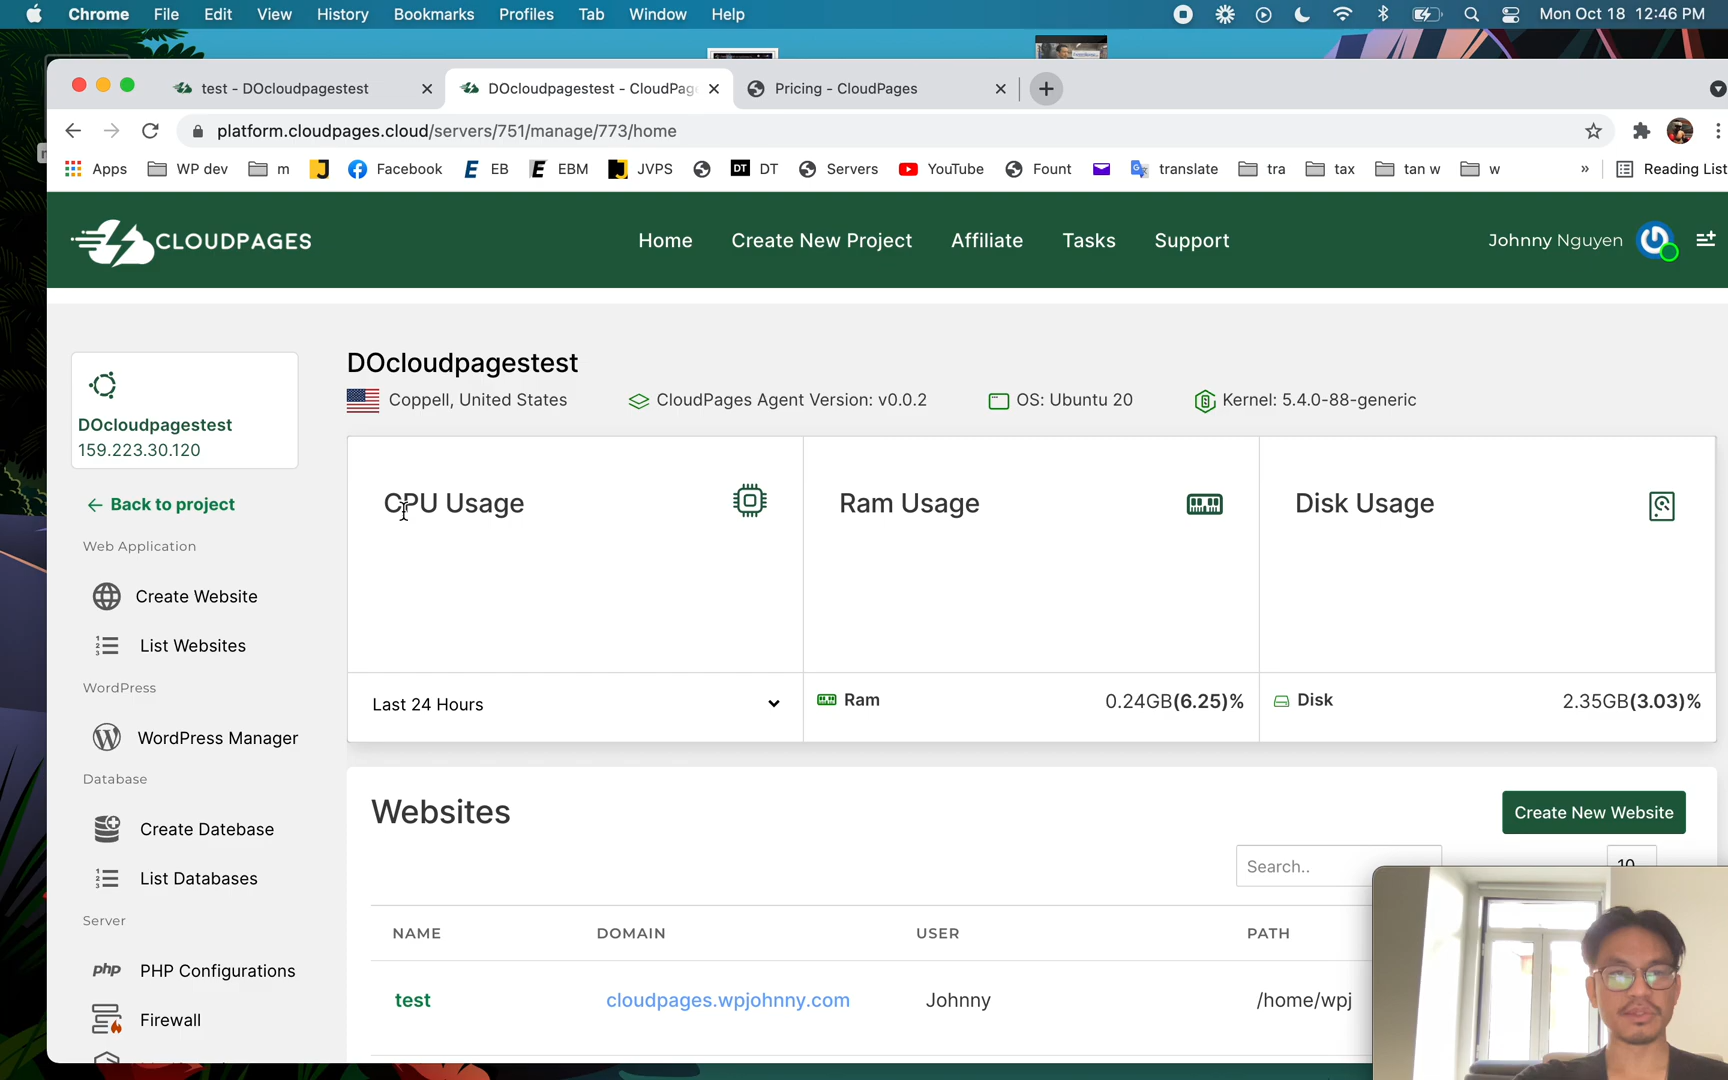 Chrome File Edit View History Bookmarks Profiles Tab Window Help Mon Oct 18 12:46 PM
test - DOcloudpagestest DOcloudpagestest - CloudPag Pricing - CloudPages
platform.cloudpages.cloud/servers/751/manage/773/home
Apps WP dev m Facebook EB EBM JVPS DT DT Servers YouTube Fount translate tra tax tan w w » Reading List
CLOUDPAGES Home Create New Project Affiliate Tasks Support Johnny Nguyen
DOcloudpagestest
Coppell, United States CloudPages Agent Version: v0.0.2 OS: Ubuntu 20 Kernel: 5.4.0-88-generic
DOcloudpagestest
159.223.30.120
Back to project
Web Application
Create Website
List Websites
WordPress
WordPress Manager
Database
Create Datebase
List Databases
Server
php PHP Configurations
Firewall
CPU Usage Ram Usage Disk Usage
Last 24 Hours Ram 0.24GB(6.25)% Disk 2.35GB(3.03)%
Websites Create New Website
Search.. 10
NAME DOMAIN USER PATH
test cloudpages.wpjohnny.com Johnny /home/wpj